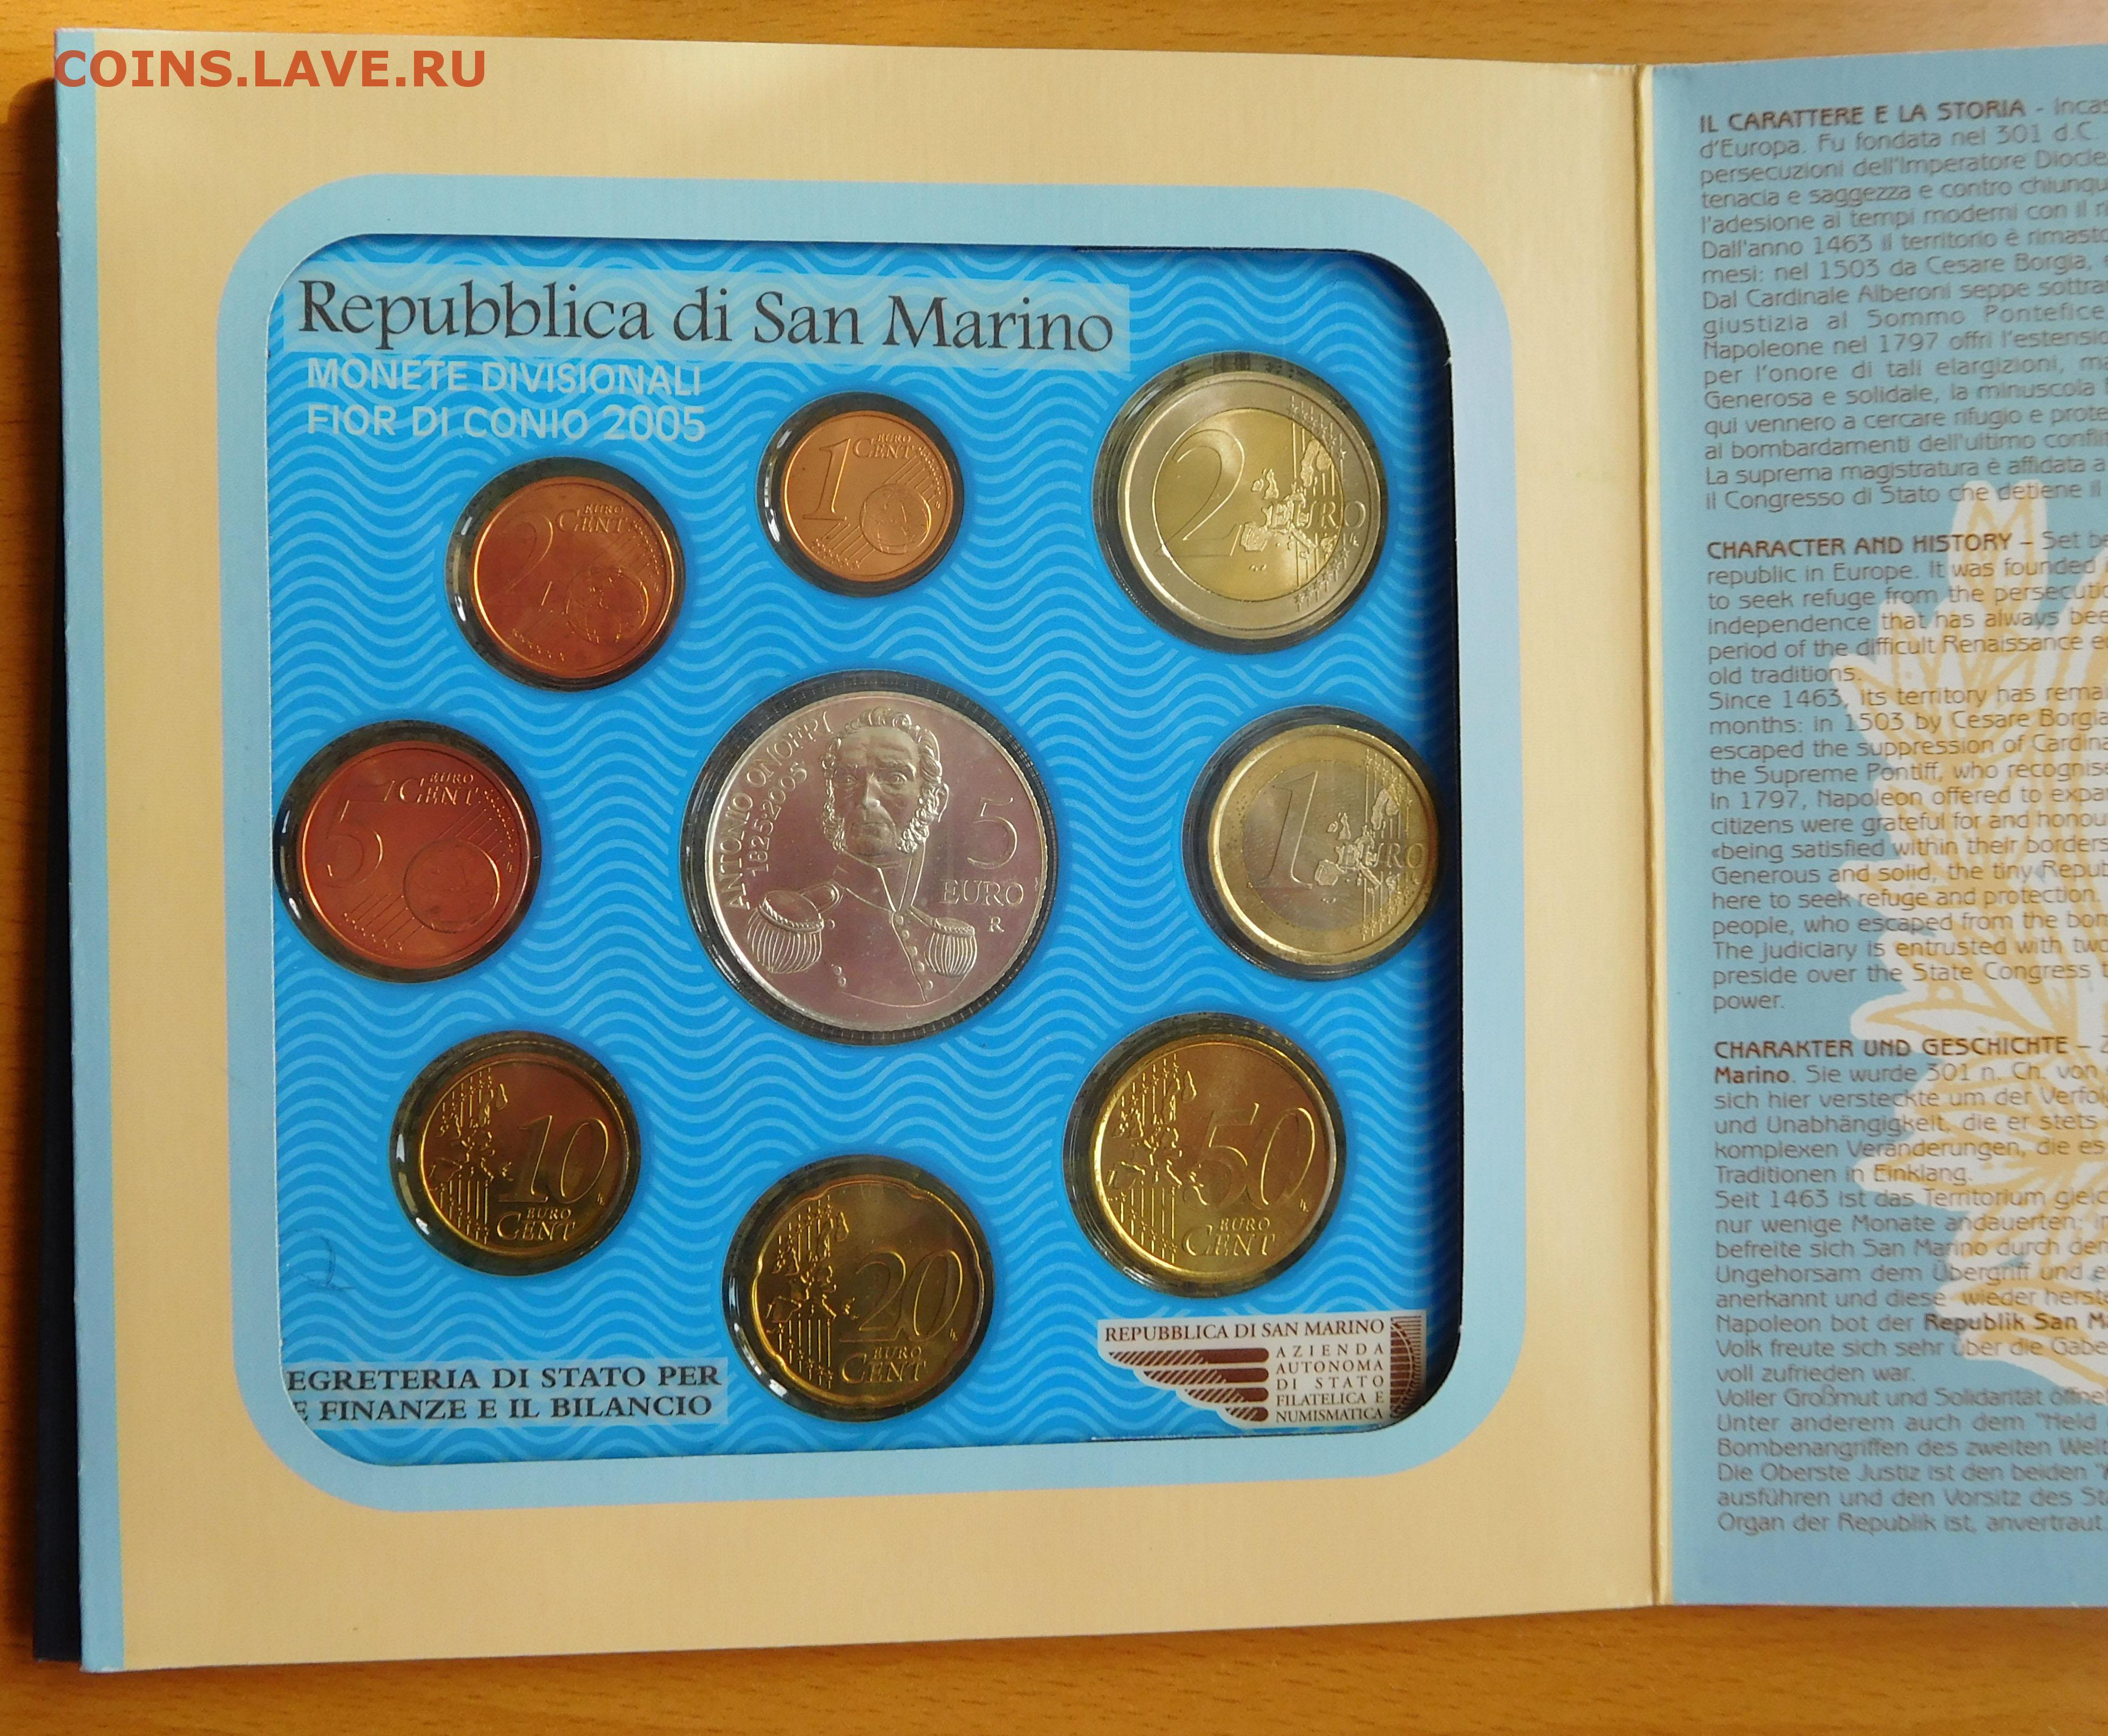 COINS.LAVE.RU
Repubblica di San Marino
MONETE DIVISIONALI
FIOR DI CONIO 2005
1 EURO CENT
2 EURO CENT
2 EURO
5 EURO CENT
ANTONIO ONOFRI
1825·2005
5
EURO
R
1 EURO
10 EURO CENT
20 EURO CENT
50 EURO CENT
EGRETERIA DI STATO PER
E FINANZE E IL BILANCIO
REPUBBLICA DI SAN MARINO
AZIENDA
AUTONOMA
DI STATO
FILATELICA E
NUMISMATICA
IL CARATTERE E LA STORIA - Incas
d'Europa. Fu fondata nel 301 d.C.
persecuzioni dell'Imperatore Diocle
tenacia e saggezza e contro chiunqu
l'adesione ai tempi moderni con il
Dall'anno 1463 il territorio è rimasto
mesi: nel 1503 da Cesare Borgia,
Dal Cardinale Alberoni seppe sottra
giustizia al Sommo Pontefice
Napoleone nel 1797 offrì l'estensio
per l'onore di tali elargizioni, ma
Generosa e solidale, la minuscola
qui vennero a cercare rifugio e prote
ai bombardamenti dell'ultimo conflit
La suprema magistratura è affidata a
il Congresso di Stato che detiene il
CHARACTER AND HISTORY – Set be
republic in Europe. It was founded
to seek refuge from the persecutio
independence that has always bee
period of the difficult Renaissance e
old traditions.
Since 1463, its territory has remai
months: in 1503 by Cesare Borgia
escaped the suppression of Cardina
the Supreme Pontiff, who recognise
In 1797, Napoleon offered to expa
citizens were grateful for and honou
«being satisfied within their borders
Generous and solid, the tiny Repub
here to seek refuge and protection.
people, who escaped from the bom
The judiciary is entrusted with two
preside over the State Congress t
power.
CHARAKTER UND GESCHICHTE – Z
Marino. Sie wurde 301 n. Ch. von
sich hier versteckte um der Verfol
und Unabhängigkeit, die er stets
komplexen Veränderungen, die es
Traditionen in Einklang.
Seit 1463 ist das Territorium gleic
nur wenige Monate andauerten: in
befreite sich San Marino durch den
Ungehorsam dem Übergriff und e
anerkannt und diese wieder herste
Napoleon bot der Republik San Ma
Volk freute sich sehr über die Gabe
voll zufrieden war.
Voller Großmut und Solidarität öffne
Unter anderem auch dem "Held
Bombenangriffen des zweiten Welt
Die Oberste Justiz ist den beiden
ausführen und den Vorsitz des St
Organ der Republik ist, anvertraut.